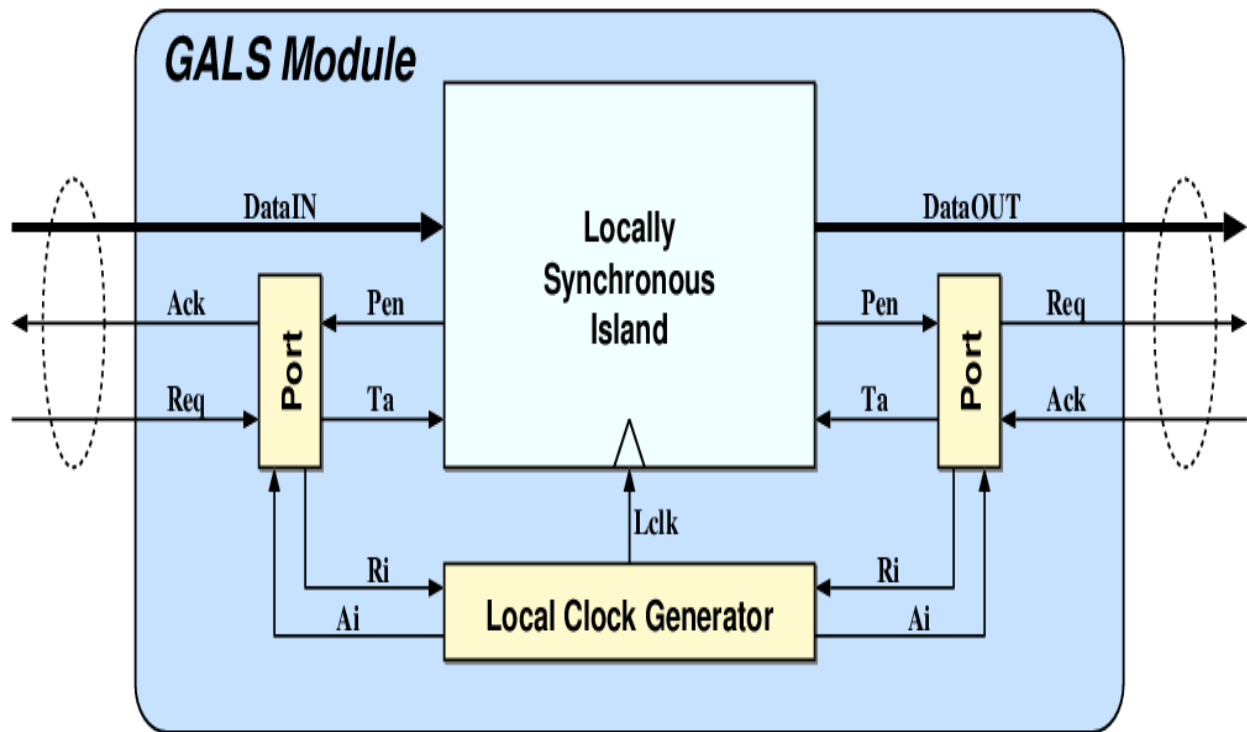 GALS Module
DataIN
DataOUT
Locally
Synchronous
Island
Ack
Pen
Pen
Req
Port
Port
Req
Ta
Ta
Ack
Lclk
Ri
Ri
Local Clock Generator
Ai
Ai